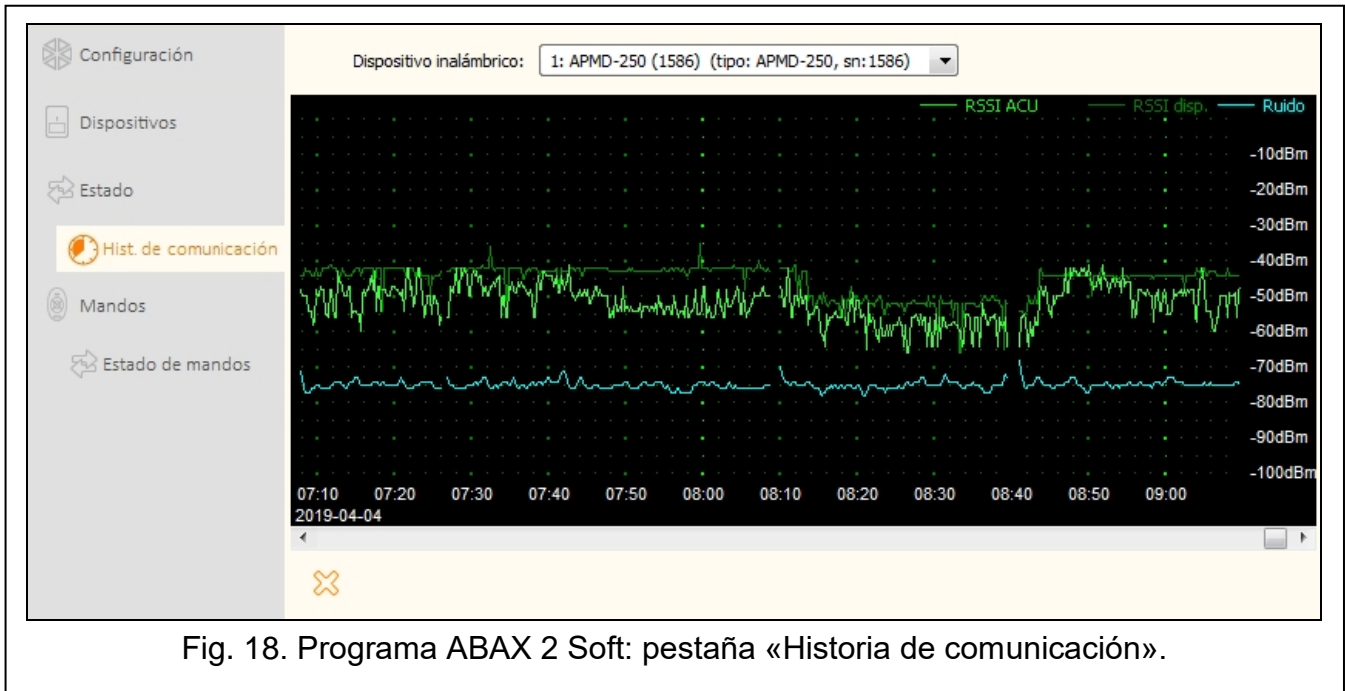 Configuración
Dispositivos
Estado
Hist. de comunicación
Mandos
Estado de mandos
Dispositivo inalámbrico: 1: APMD-250 (1586) (tipo: APMD-250, sn:1586)
RSSI ACU RSSI disp. Ruido
-10dBm
-20dBm
-30dBm
-40dBm
-50dBm
-60dBm
-70dBm
-80dBm
-90dBm
-100dBm
07:10 07:20 07:30 07:40 07:50 08:00 08:10 08:20 08:30 08:40 08:50 09:00
2019-04-04
Fig. 18. Programa ABAX 2 Soft: pestaña «Historia de comunicación».